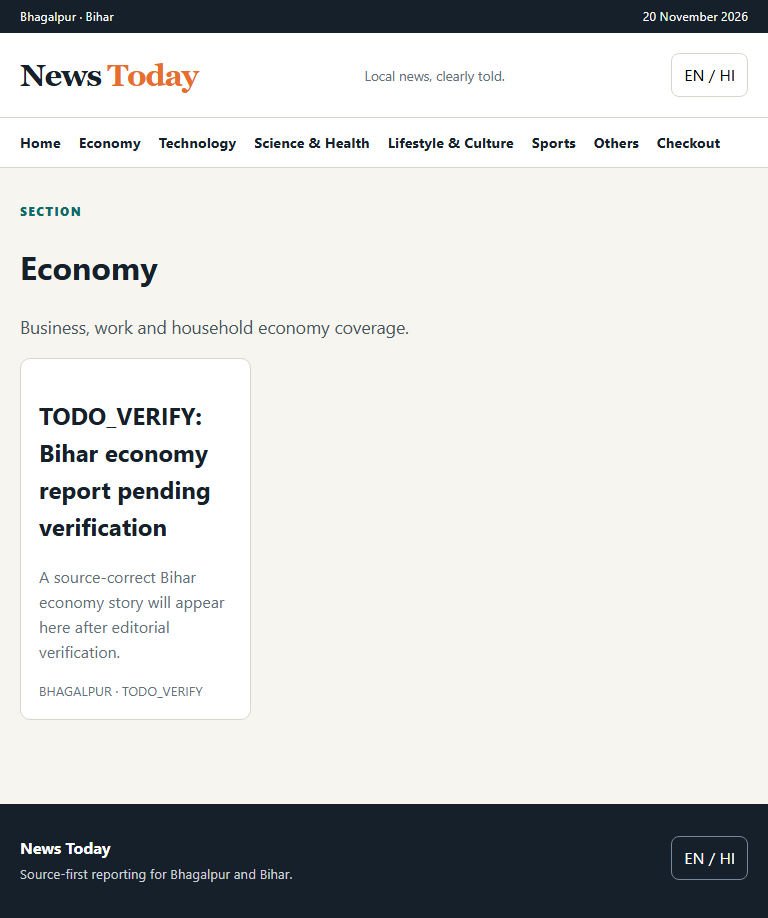 Bhagalpur · Bihar
20 November 2026
News Today
Local news, clearly told.
EN / HI
Home Economy Technology Science & Health Lifestyle & Culture Sports Others Checkout
SECTION
Economy
Business, work and household economy coverage.
TODO_VERIFY:
Bihar economy
report pending
verification
A source-correct Bihar
economy story will appear
here after editorial
verification.
BHAGALPUR · TODO_VERIFY
News Today
Source-first reporting for Bhagalpur and Bihar.
EN / HI